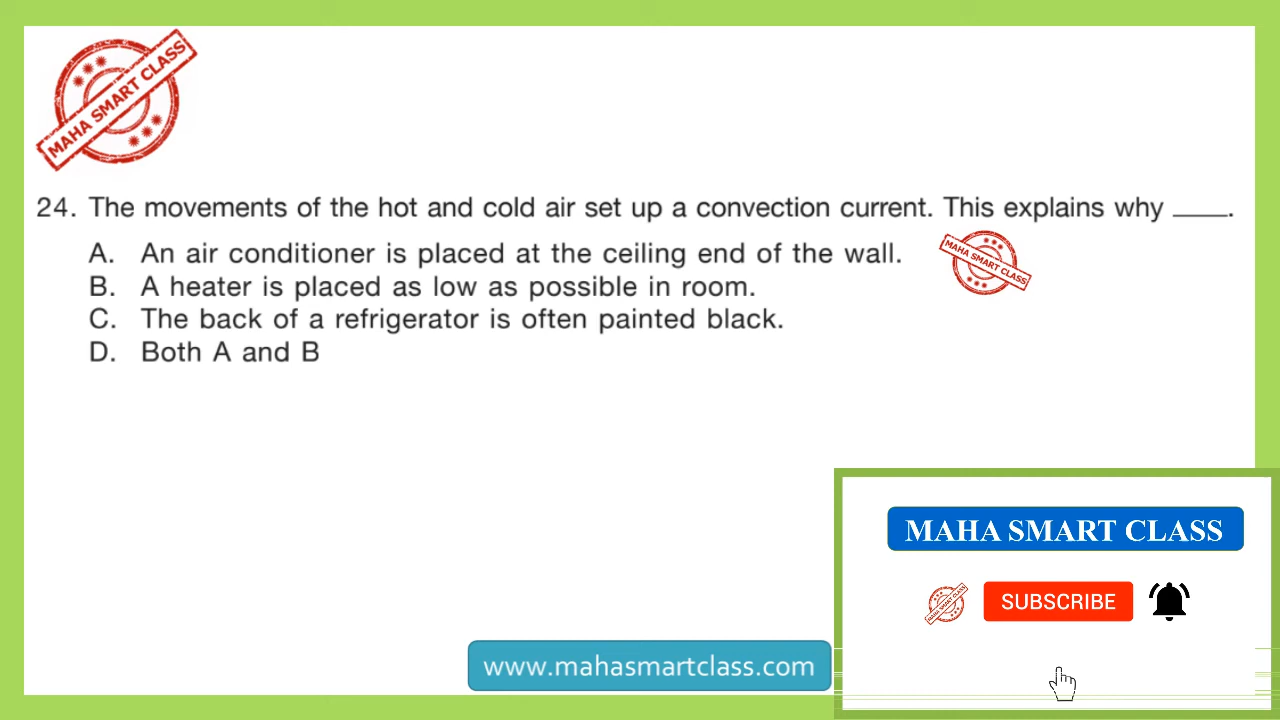 MAHA SMART CLASS
24. The movements of the hot and cold air set up a convection current. This explains why ____.
A. An air conditioner is placed at the ceiling end of the wall.
MAHA SMART CLASS
B. A heater is placed as low as possible in room.
C. The back of a refrigerator is often painted black.
D. Both A and B
MAHA SMART CLASS
MAHA SMART CLASS
SUBSCRIBE
www.mahasmartclass.com